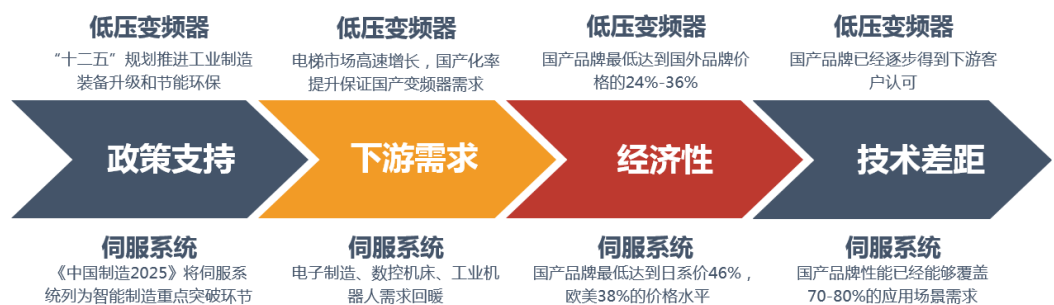 低压变频器
“十二五”规划推进工业制造
装备升级和节能环保
低压变频器
电梯市场高速增长，国产化率
提升保证国产变频器需求
低压变频器
国产品牌最低达到国外品牌价
格的24%-36%
低压变频器
国产品牌已经逐步得到下游客
户认可
政策支持
下游需求
经济性
技术差距
伺服系统
《中国制造2025》将伺服系
统列为智能制造重点突破环节
伺服系统
电子制造、数控机床、工业机
器人需求回暖
伺服系统
国产品牌最低达到日系价46%，
欧美38%的价格水平
伺服系统
国产品牌性能已经能够覆盖
70-80%的应用场景需求